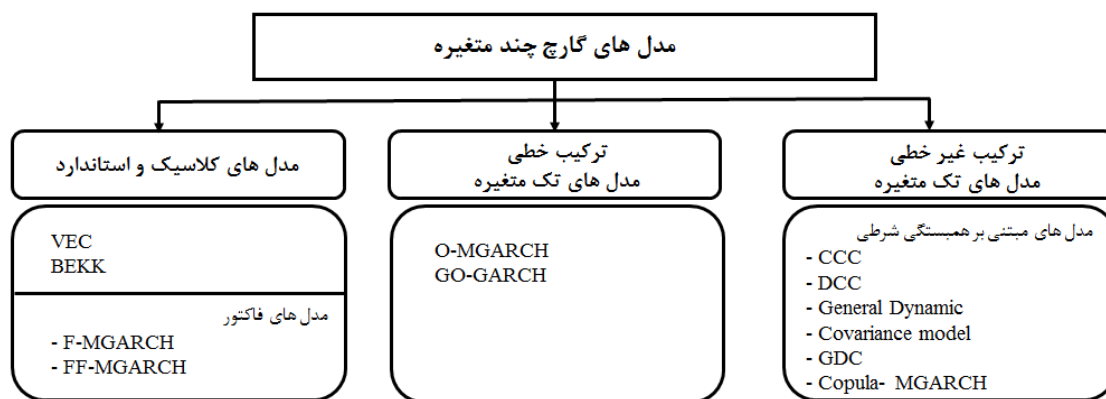 مدل های گارچ چند متغیره
ترکیب غیر خطی
مدل های تک متغیره
مدل های مبتنی بر همبستگی شرطی
- CCC
- DCC
- General Dynamic
- Covariance model
- GDC
- Copula- MGARCH
ترکیب خطی
مدل های تک متغیره
O-MGARCH
GO-GARCH
مدل های کلاسیک و استاندارد
VEC
BEKK
مدل های فاکتور
- F-MGARCH
- FF-MGARCH